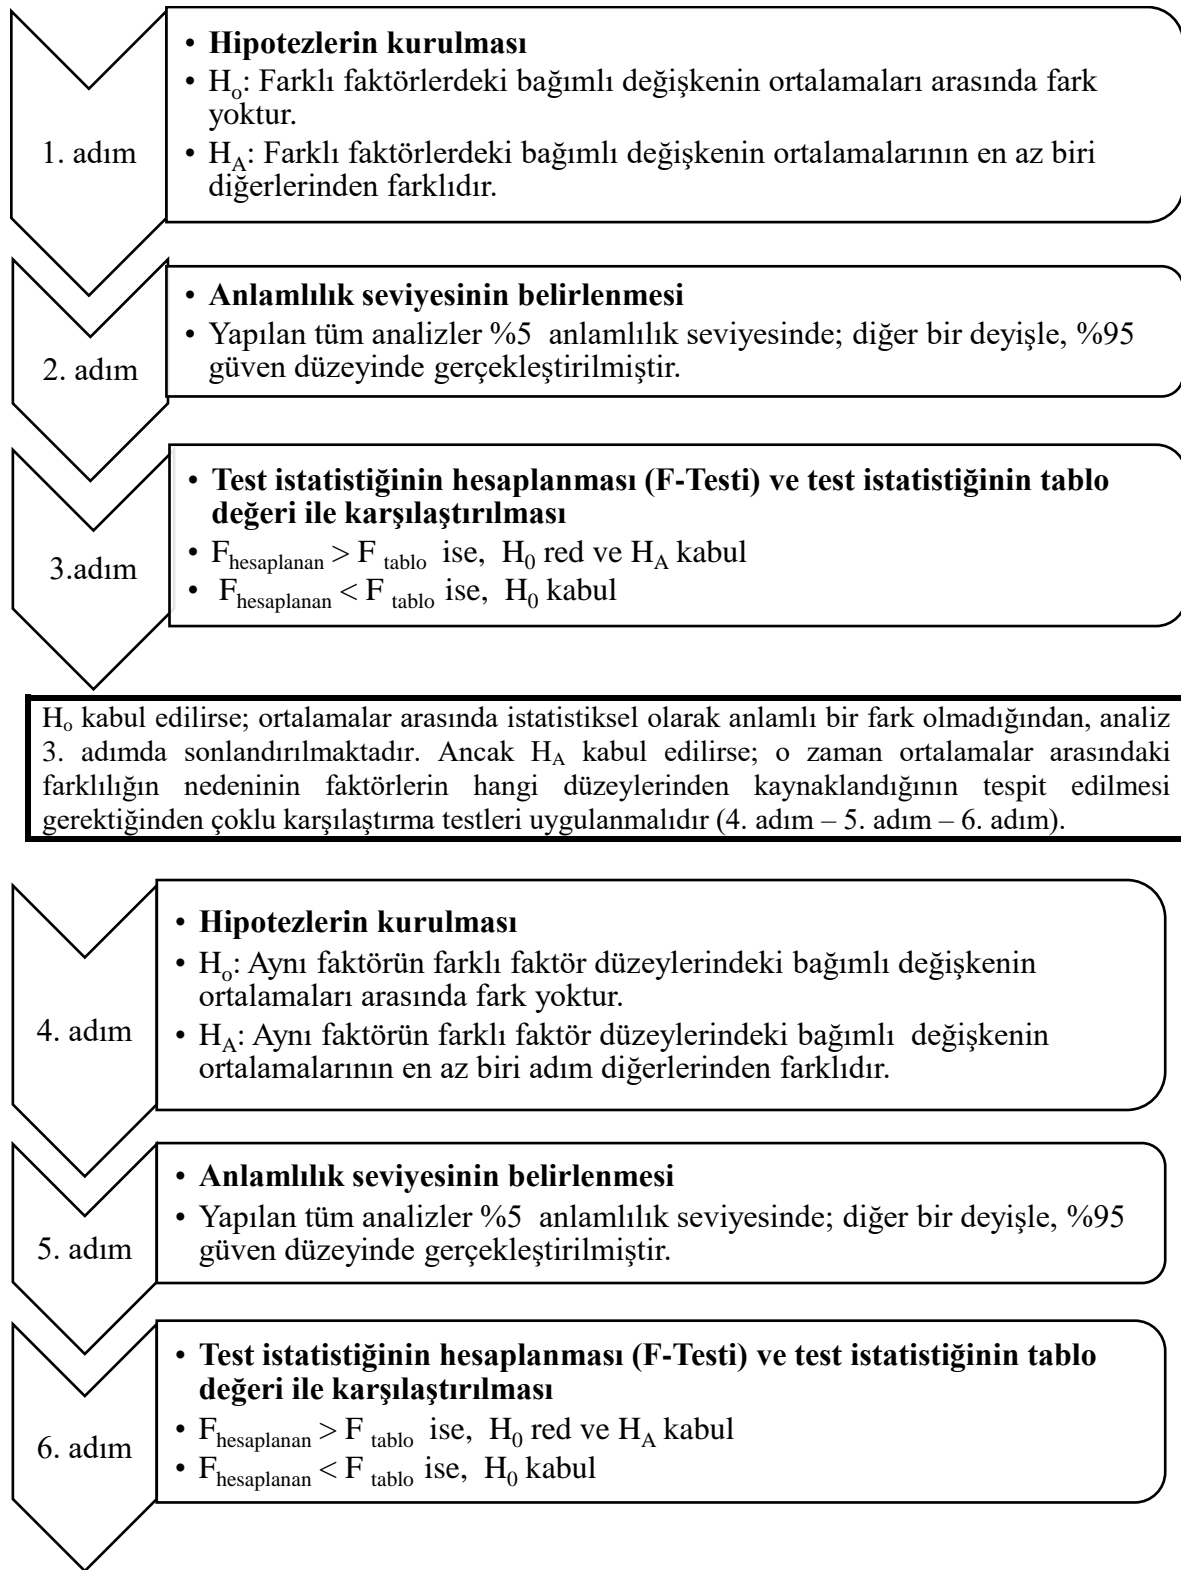 1. adım
• Hipotezlerin kurulması
• Ho: Farklı faktörlerdeki bağımlı değişkenin ortalamaları arasında fark
yoktur.
• HA: Farklı faktörlerdeki bağımlı değişkenin ortalamalarının en az biri
diğerlerinden farklıdır.
2. adım
• Anlamlılık seviyesinin belirlenmesi
• Yapılan tüm analizler %5 anlamlılık seviyesinde; diğer bir deyişle, %95
güven düzeyinde gerçekleştirilmiştir.
3.adım
• Test istatistiğinin hesaplanması (F-Testi) ve test istatistiğinin tablo
değeri ile karşılaştırılması
• Fhesaplanan > F tablo ise, H0 red ve HA kabul
• Fhesaplanan < F tablo ise, H0 kabul
Ho kabul edilirse; ortalamalar arasında istatistiksel olarak anlamlı bir fark olmadığından, analiz
3. adımda sonlandırılmaktadır. Ancak HA kabul edilirse; o zaman ortalamalar arasındaki
farklılığın nedeninin faktörlerin hangi düzeylerinden kaynaklandığının tespit edilmesi
gerektiğinden çoklu karşılaştırma testleri uygulanmalıdır (4. adım – 5. adım – 6. adım).
4. adım
• Hipotezlerin kurulması
• Ho: Aynı faktörün farklı faktör düzeylerindeki bağımlı değişkenin
ortalamaları arasında fark yoktur.
• HA: Aynı faktörün farklı faktör düzeylerindeki bağımlı değişkenin
ortalamalarının en az biri adım diğerlerinden farklıdır.
5. adım
• Anlamlılık seviyesinin belirlenmesi
• Yapılan tüm analizler %5 anlamlılık seviyesinde; diğer bir deyişle, %95
güven düzeyinde gerçekleştirilmiştir.
6. adım
• Test istatistiğinin hesaplanması (F-Testi) ve test istatistiğinin tablo
değeri ile karşılaştırılması
• Fhesaplanan > F tablo ise, H0 red ve HA kabul
• Fhesaplanan < F tablo ise, H0 kabul